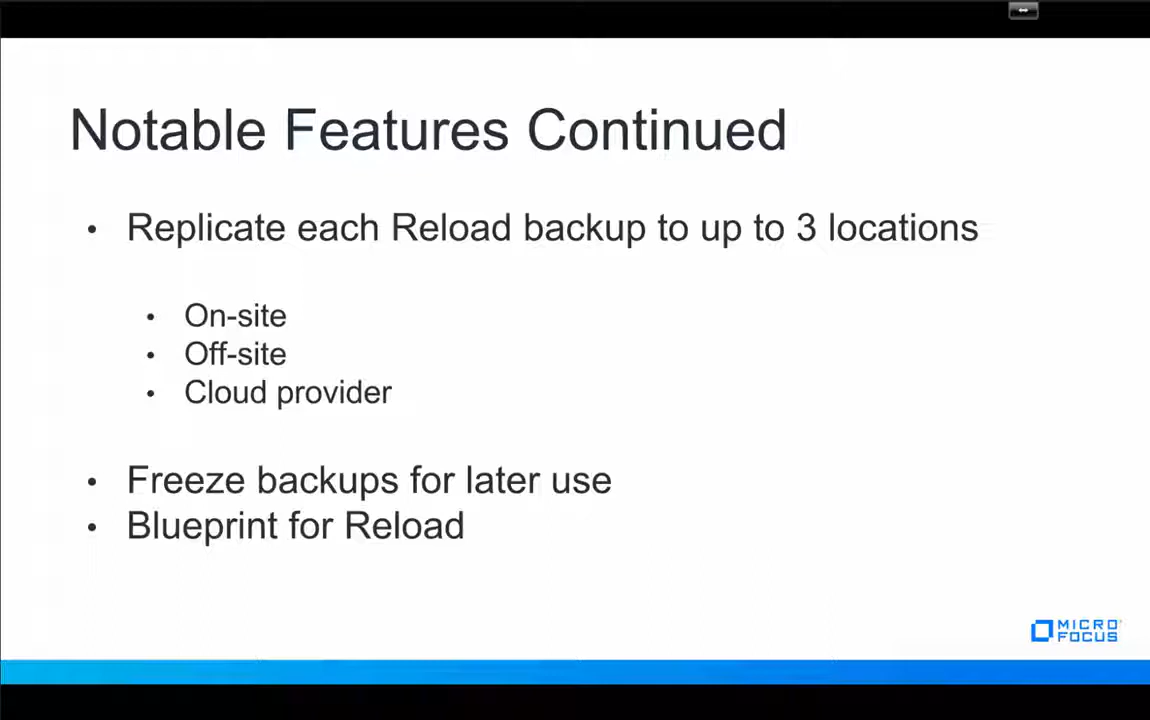 Notable Features Continued
• Replicate each Reload backup to up to 3 locations
• On-site
• Off-site
• Cloud provider
• Freeze backups for later use
• Blueprint for Reload
MICRO
FOCUS